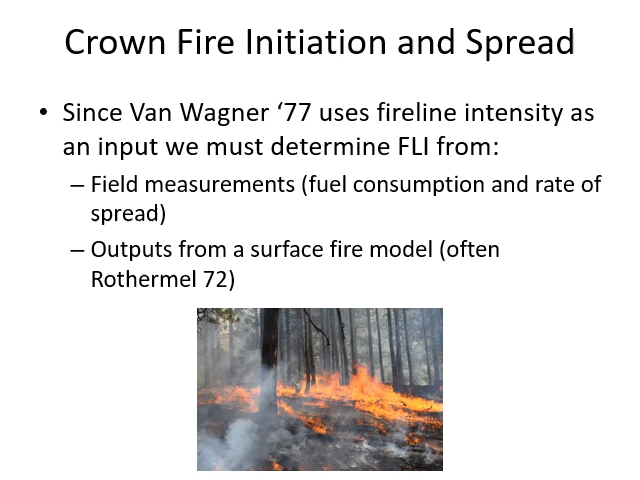 Crown Fire Initiation and Spread
• Since Van Wagner ‘77 uses fireline intensity as
an input we must determine FLI from:
– Field measurements (fuel consumption and rate of
spread)
– Outputs from a surface fire model (often
Rothermel 72)